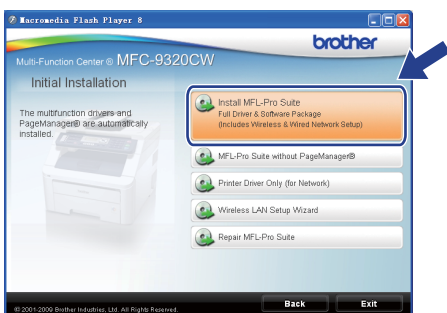 Macromedia Flash Player 8
brother
Multi-Function Center ® MFC-9320CW
Initial Installation
The multifunction drivers and
PageManager® are automatically
installed.
Install MFL-Pro Suite
Full Driver & Software Package
(Includes Wireless & Wired Network Setup)
MFL-Pro Suite without PageManager®
Printer Driver Only (for Network)
Wireless LAN Setup Wizard
Repair MFL-Pro Suite
© 2001-2009 Brother Industries, Ltd. All Rights Reserved.
Back
Exit